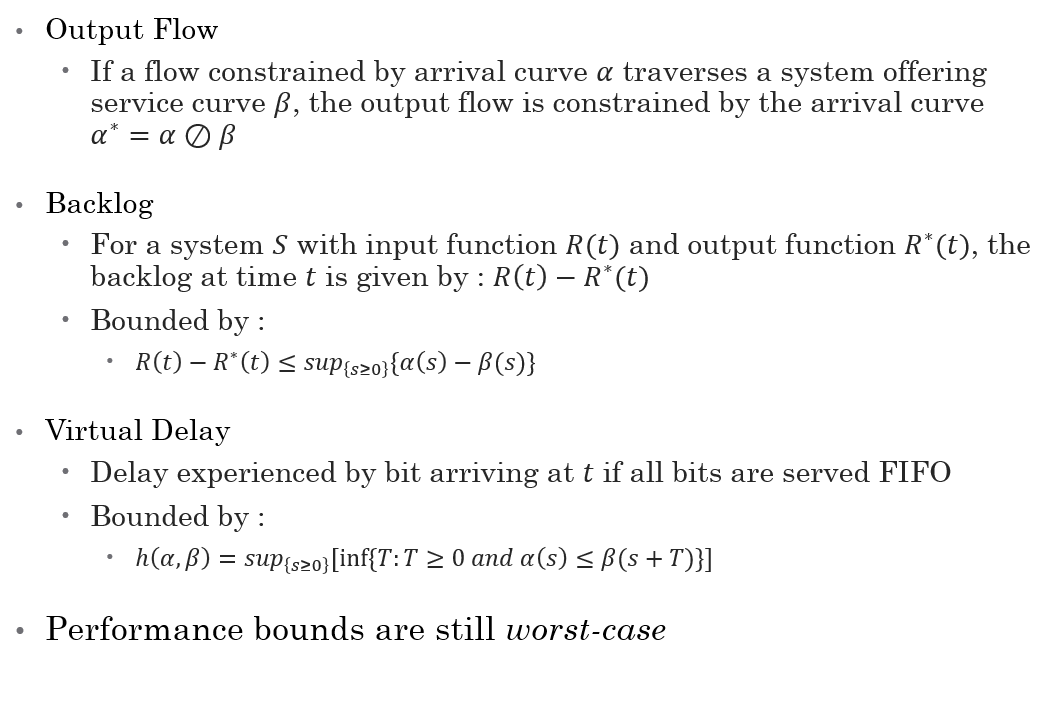 • Output Flow
• If a flow constrained by arrival curve α traverses a system offering
service curve β, the output flow is constrained by the arrival curve
α* = α ⊘ β
• Backlog
• For a system S with input function R(t) and output function R*(t), the
backlog at time t is given by : R(t) − R*(t)
• Bounded by :
• R(t) − R*(t) ≤ sup{s≥0}{α(s) − β(s)}
• Virtual Delay
• Delay experienced by bit arriving at t if all bits are served FIFO
• Bounded by :
• h(α, β) = sup{s≥0}[inf{T: T ≥ 0 and α(s) ≤ β(s + T)}]
• Performance bounds are still worst-case